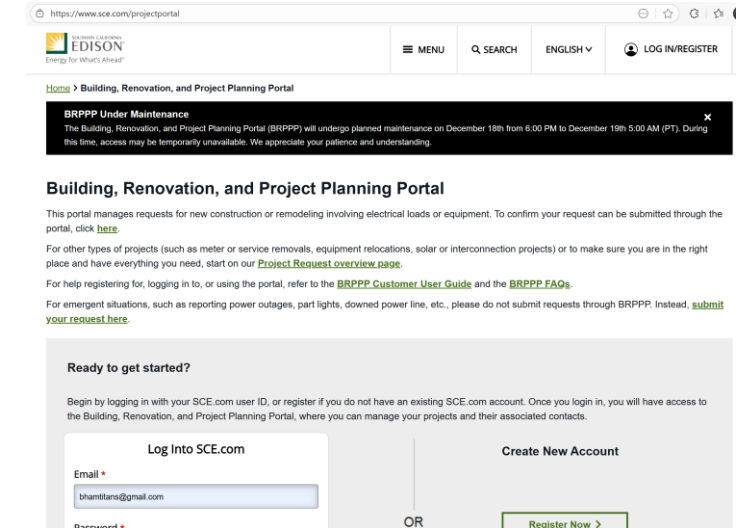 https://www.sce.com/projectportal
SOUTHERN CALIFORNIA
EDISON
Energy for What's Ahead
MENU
SEARCH
ENGLISH
LOG IN/REGISTER
Home > Building, Renovation, and Project Planning Portal
BRPPP Under Maintenance
The Building, Renovation, and Project Planning Portal (BRPPP) will undergo planned maintenance on December 18th from 6:00 PM to December 19th 5:00 AM (PT). During
this time, access may be temporarily unavailable. We appreciate your patience and understanding.
Building, Renovation, and Project Planning Portal
This portal manages requests for new construction or remodeling involving electrical loads or equipment. To confirm your request can be submitted through the
portal, click here.
For other types of projects (such as meter or service removals, equipment relocations, solar or interconnection projects) or to make sure you are in the right
place and have everything you need, start on our Project Request overview page.
For help registering for, logging in to, or using the portal, refer to the BRPPP Customer User Guide and the BRPPP FAQs.
For emergent situations, such as reporting power outages, part lights, downed power line, etc., please do not submit requests through BRPPP. Instead, submit
your request here.
Ready to get started?
Begin by logging in with your SCE.com user ID, or register if you do not have an existing SCE.com account. Once you login in, you will have access to
the Building, Renovation, and Project Planning Portal, where you can manage your projects and their associated contacts.
Log Into SCE.com
Create New Account
Email *
bhamtitans@gmail.com
OR
Register Now >
Password *